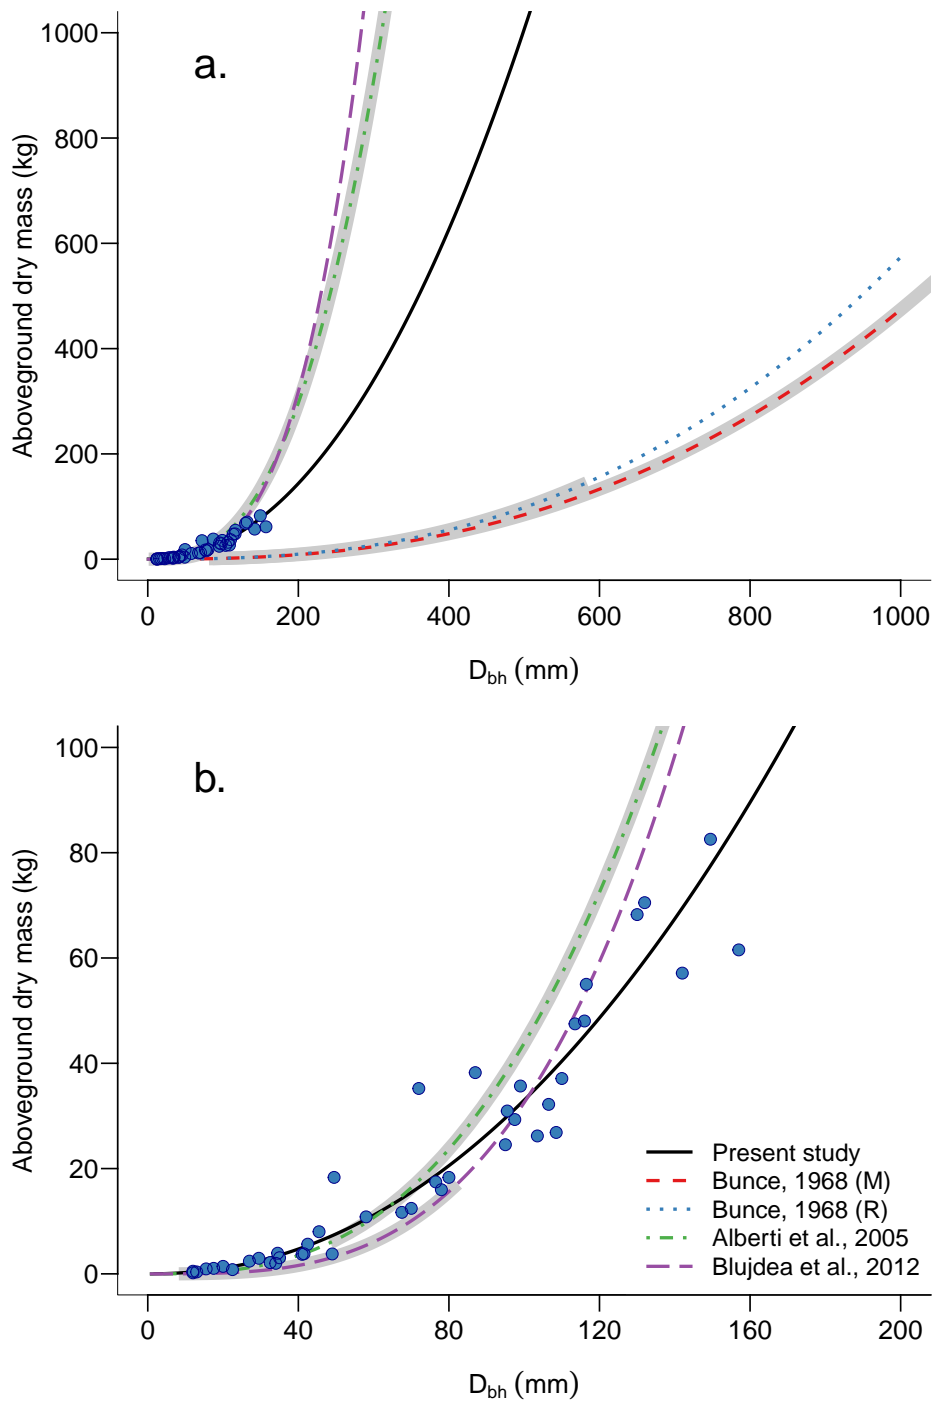 a.
1000
800
600
400
200
0
Aboveground dry mass (kg)
0 200 400 600 800 1000
Dbh (mm)
b.
100
80
60
40
20
0
Aboveground dry mass (kg)
Present study
Bunce, 1968 (M)
Bunce, 1968 (R)
Alberti et al., 2005
Blujdea et al., 2012
0 40 80 120 160 200
Dbh (mm)